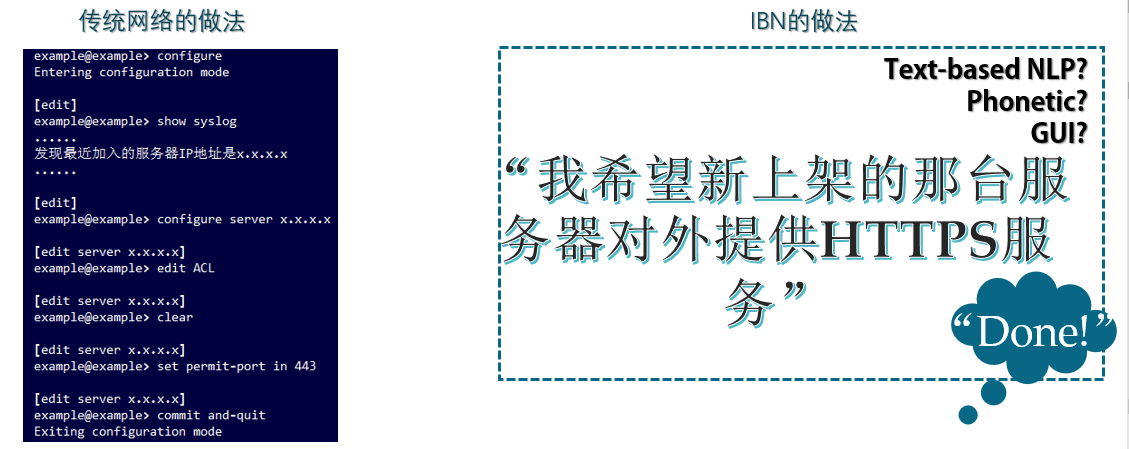 传统网络的做法
example@example> configure
Entering configuration mode
[edit]
example@example> show syslog
......
发现最近加入的服务器IP地址是x.x.x.x
......
[edit]
example@example> configure server x.x.x.x
[edit server x.x.x.x]
example@example> edit ACL
[edit server x.x.x.x]
example@example> clear
[edit server x.x.x.x]
example@example> set permit-port in 443
[edit server x.x.x.x]
example@example> commit and-quit
Exiting configuration mode
IBN的做法
Text-based NLP?
Phonetic?
GUI?
“我希望新上架的那台服
务器对外提供HTTPS服
务”
“Done!”